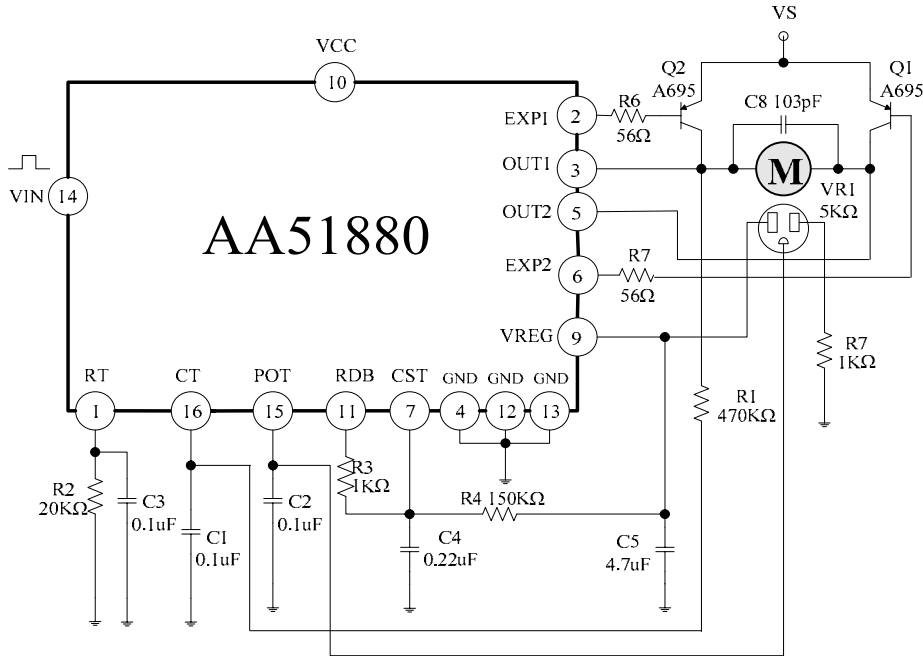 VS
VCC
10
Q2
A695
Q1
A695
C8 103pF
EXP1
2
R6
56Ω
OUT1
3
M
VIN
14
VR1
5KΩ
AA51880
OUT2
5
EXP2
6
R7
56Ω
VREG
9
R7
1KΩ
RT
CT
POT
RDB
CST
GND
GND
GND
1
16
15
11
7
4
12
13
R1
470KΩ
R2
20KΩ
C3
0.1uF
C1
0.1uF
C2
0.1uF
R3
1KΩ
R4 150KΩ
C4
0.22uF
C5
4.7uF